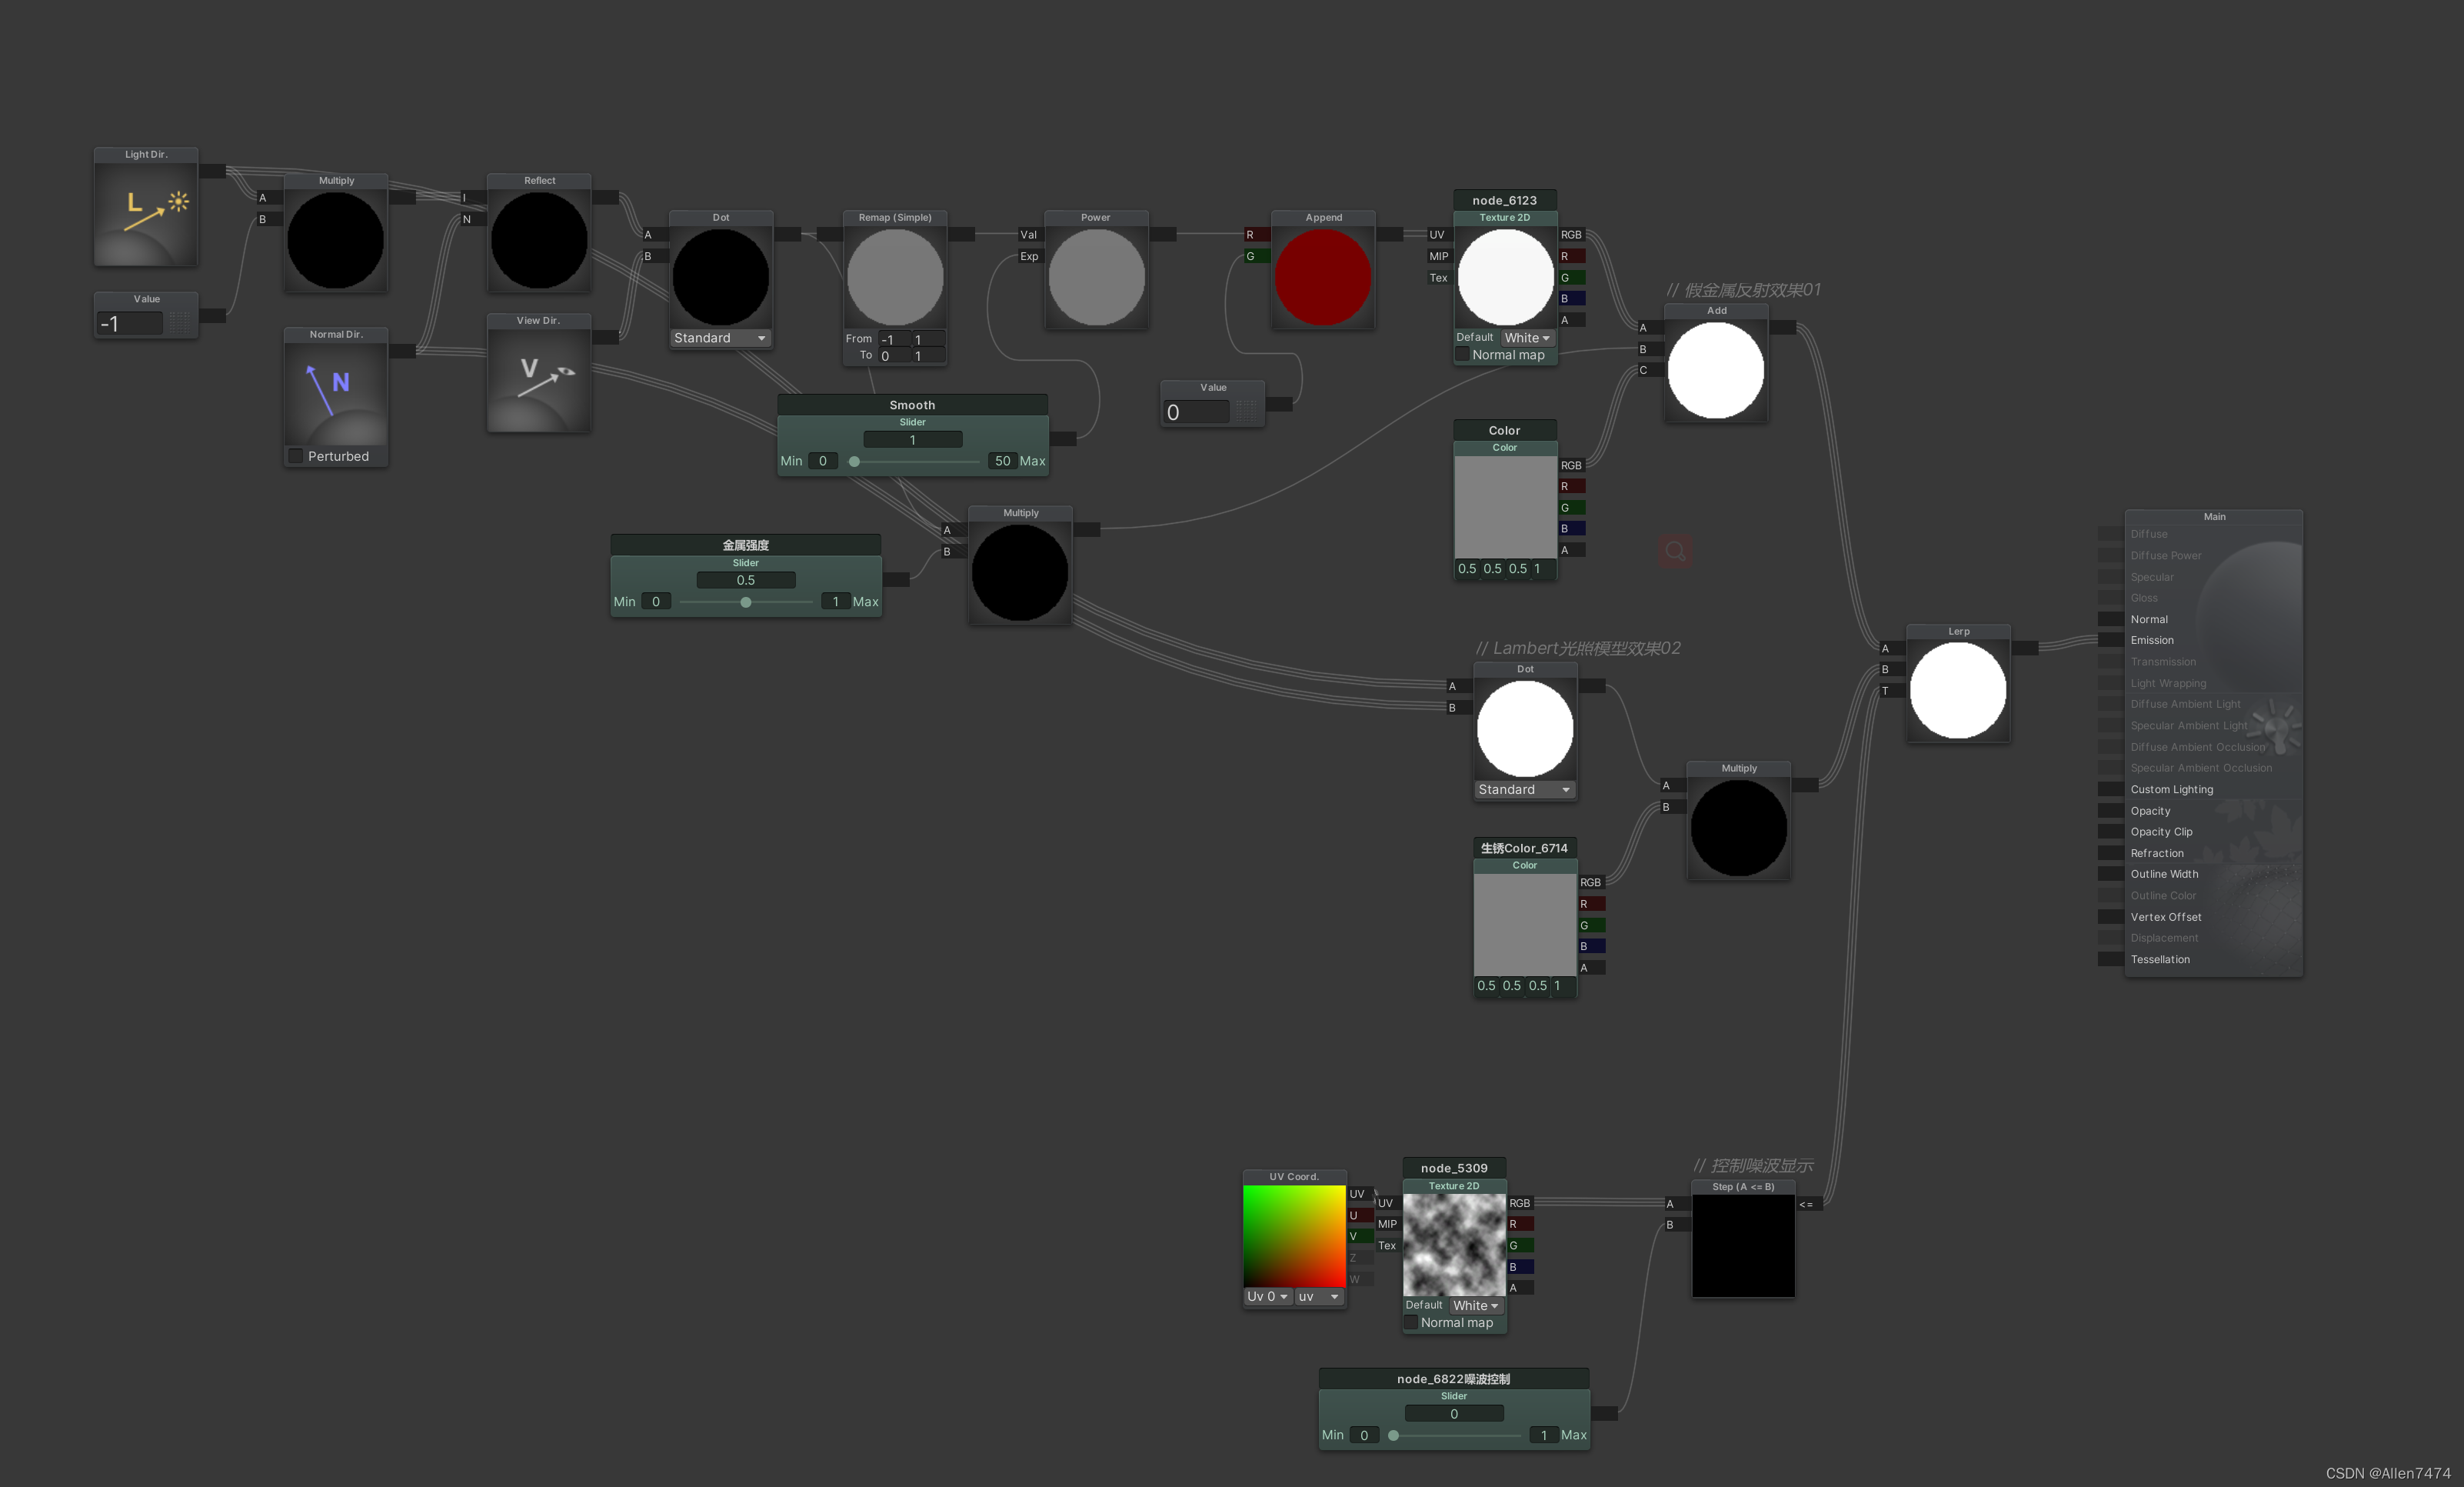 Light Dir.
L
Value
-1
Multiply
A
B
Normal Dir.
N
Perturbed
Reflect
I
N
View Dir.
V
Dot
A
B
Standard
Remap (Simple)
From -1 1
To 0 1
Smooth
Slider
1
Min 0 50 Max
Power
Val
Exp
Append
R
G
Value
0
node_6123
Texture 2D
UV RGB
MIP R
Tex G
B
A
Default White
Normal map
Color
Color
RGB
R
G
B
A
0.5 0.5 0.5 1
// 假金属反射效果01
Add
A
B
C
金属强度
Slider
0.5
Min 0 1 Max
Multiply
A
B
// Lambert光照模型效果02
Dot
A
B
Standard
生锈Color_6714
Color
RGB
R
G
B
A
0.5 0.5 0.5 1
Multiply
A
B
Lerp
A
B
T
Main
Diffuse
Diffuse Power
Specular
Gloss
Normal
Emission
Transmission
Light Wrapping
Diffuse Ambient Light
Specular Ambient Light
Diffuse Ambient Occlusion
Specular Ambient Occlusion
Custom Lighting
Opacity
Opacity Clip
Refraction
Outline Width
Outline Color
Vertex Offset
Displacement
Tessellation
UV Coord.
UV
U
V
Z
W
Uv 0 uv
node_5309
Texture 2D
UV RGB
MIP R
Tex G
B
A
Default White
Normal map
// 控制噪波显示
Step (A <= B)
A <=
B
node_6822噪波控制
Slider
0
Min 0 1 Max
CSDN @Allen7474